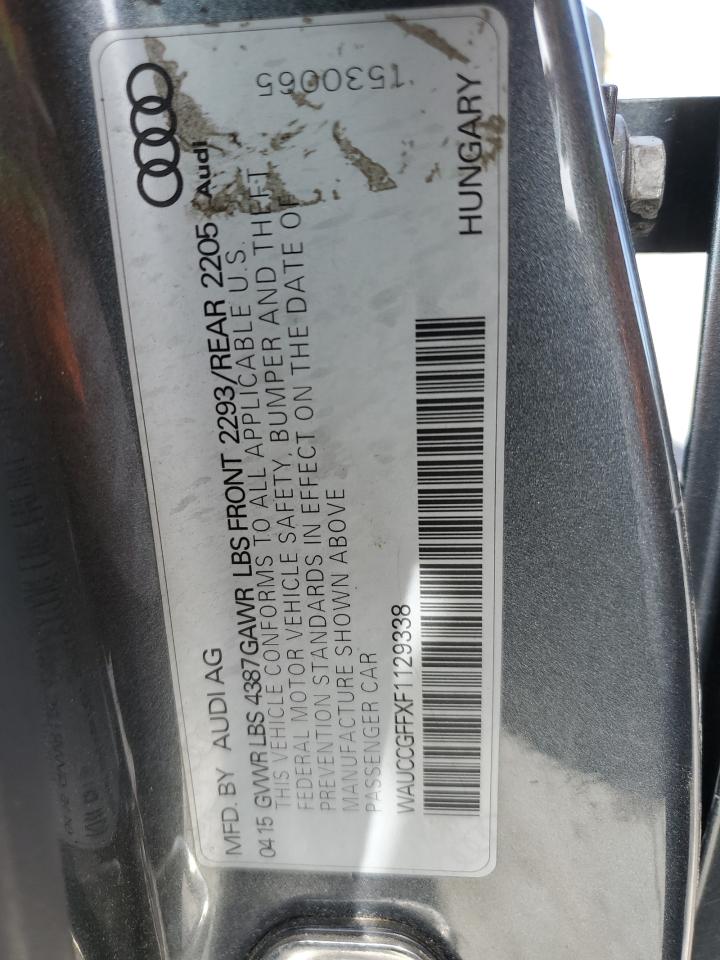 MFD. BY AUDI AG
04 15 GVWR LBS 4387 GAWR LBS FRONT 2293/REAR 2205
THIS VEHICLE CONFORMS TO ALL APPLICABLE U.S.
FEDERAL MOTOR VEHICLE SAFETY, BUMPER AND THEFT
PREVENTION STANDARDS IN EFFECT ON THE DATE OF
MANUFACTURE SHOWN ABOVE
PASSENGER CAR
WAUCCGFFXF1129338
Audi
1530065
HUNGARY